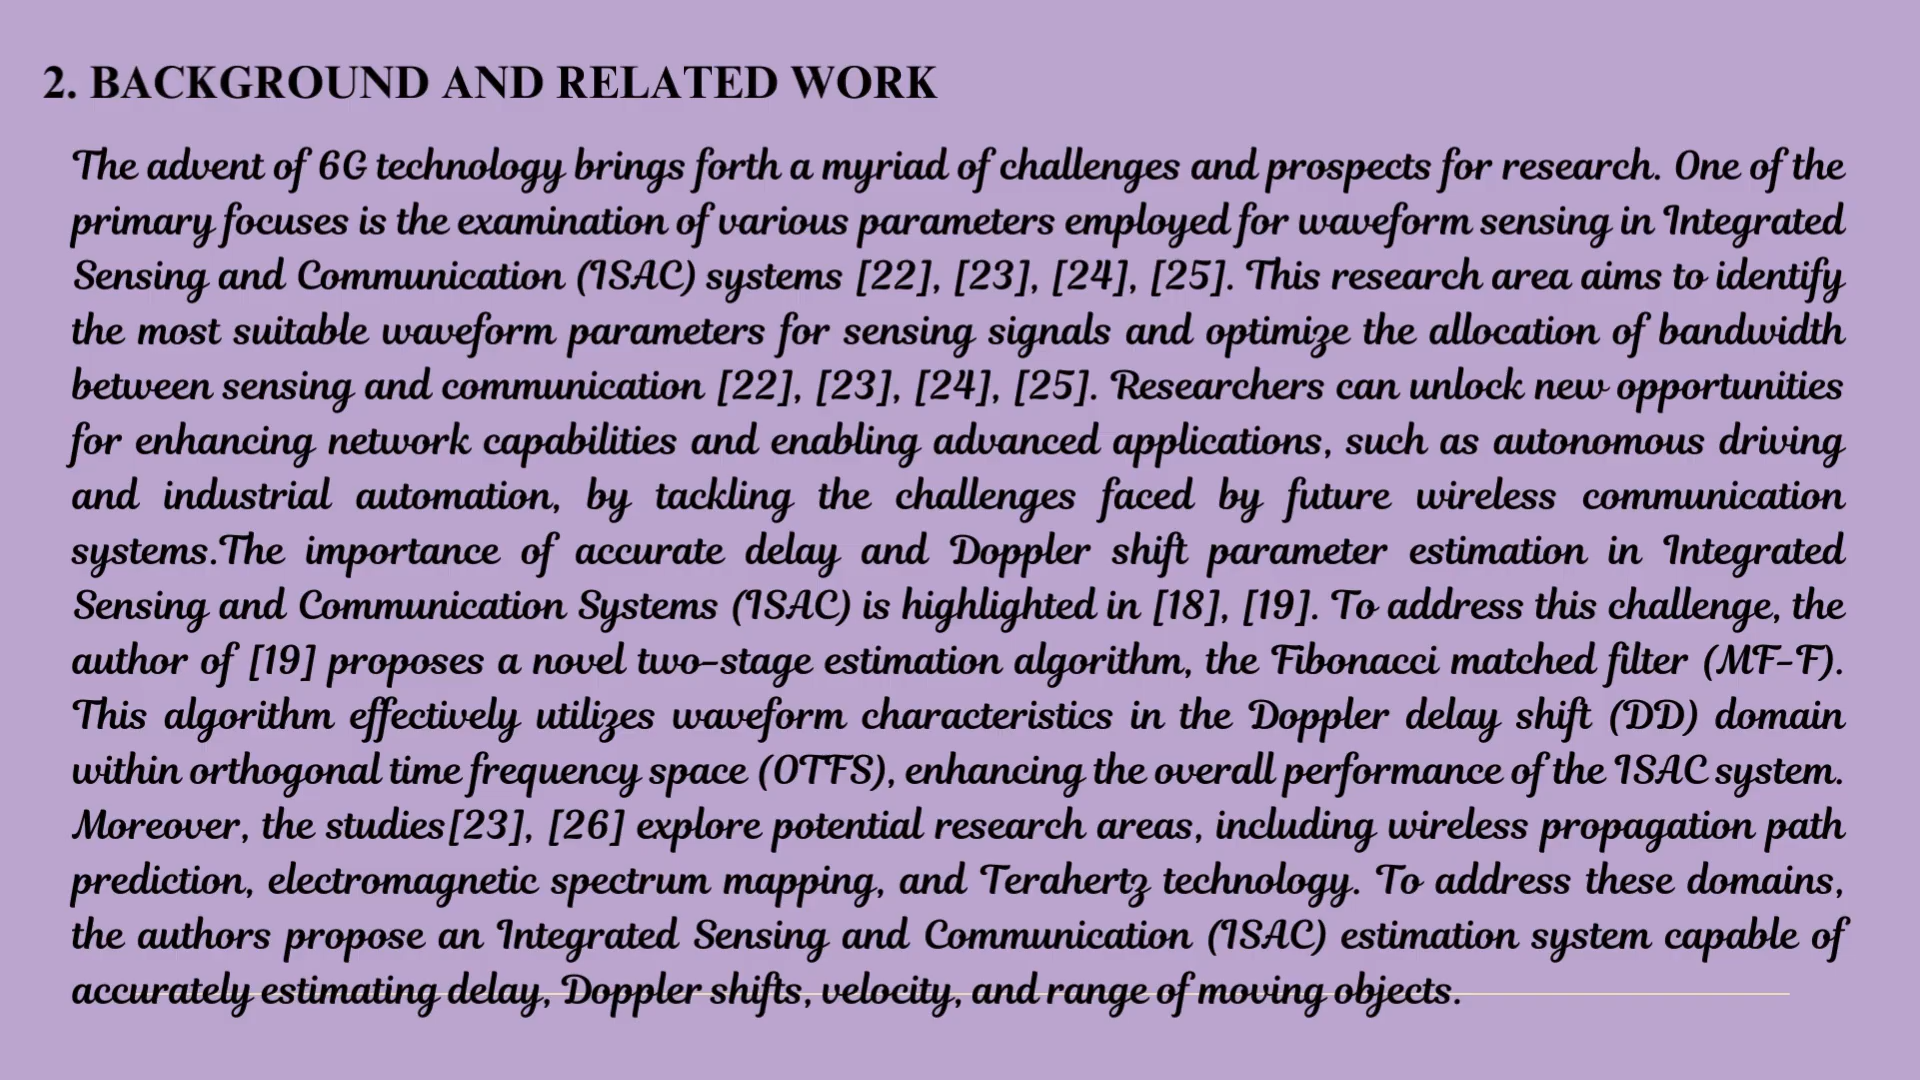 2. BACKGROUND AND RELATED WORK
The advent of 6G technology brings forth a myriad of challenges and prospects for research. One of the
primary focuses is the examination of various parameters employed for waveform sensing in Integrated
Sensing and Communication (ISAC) systems [22], [23], [24], [25]. This research area aims to identify
the most suitable waveform parameters for sensing signals and optimize the allocation of bandwidth
between sensing and communication [22], [23], [24], [25]. Researchers can unlock new opportunities
for enhancing network capabilities and enabling advanced applications, such as autonomous driving
and industrial automation, by tackling the challenges faced by future wireless communication
systems.The importance of accurate delay and Doppler shift parameter estimation in Integrated
Sensing and Communication Systems (ISAC) is highlighted in [18], [19]. To address this challenge, the
author of [19] proposes a novel two-stage estimation algorithm, the Fibonacci matched filter (MF-F).
This algorithm effectively utilizes waveform characteristics in the Doppler delay shift (DD) domain
within orthogonal time frequency space (OTFS), enhancing the overall performance of the ISAC system.
Moreover, the studies[23], [26] explore potential research areas, including wireless propagation path
prediction, electromagnetic spectrum mapping, and Terahertz technology. To address these domains,
the authors propose an Integrated Sensing and Communication (ISAC) estimation system capable of
accurately estimating delay, Doppler shifts, velocity, and range of moving objects.